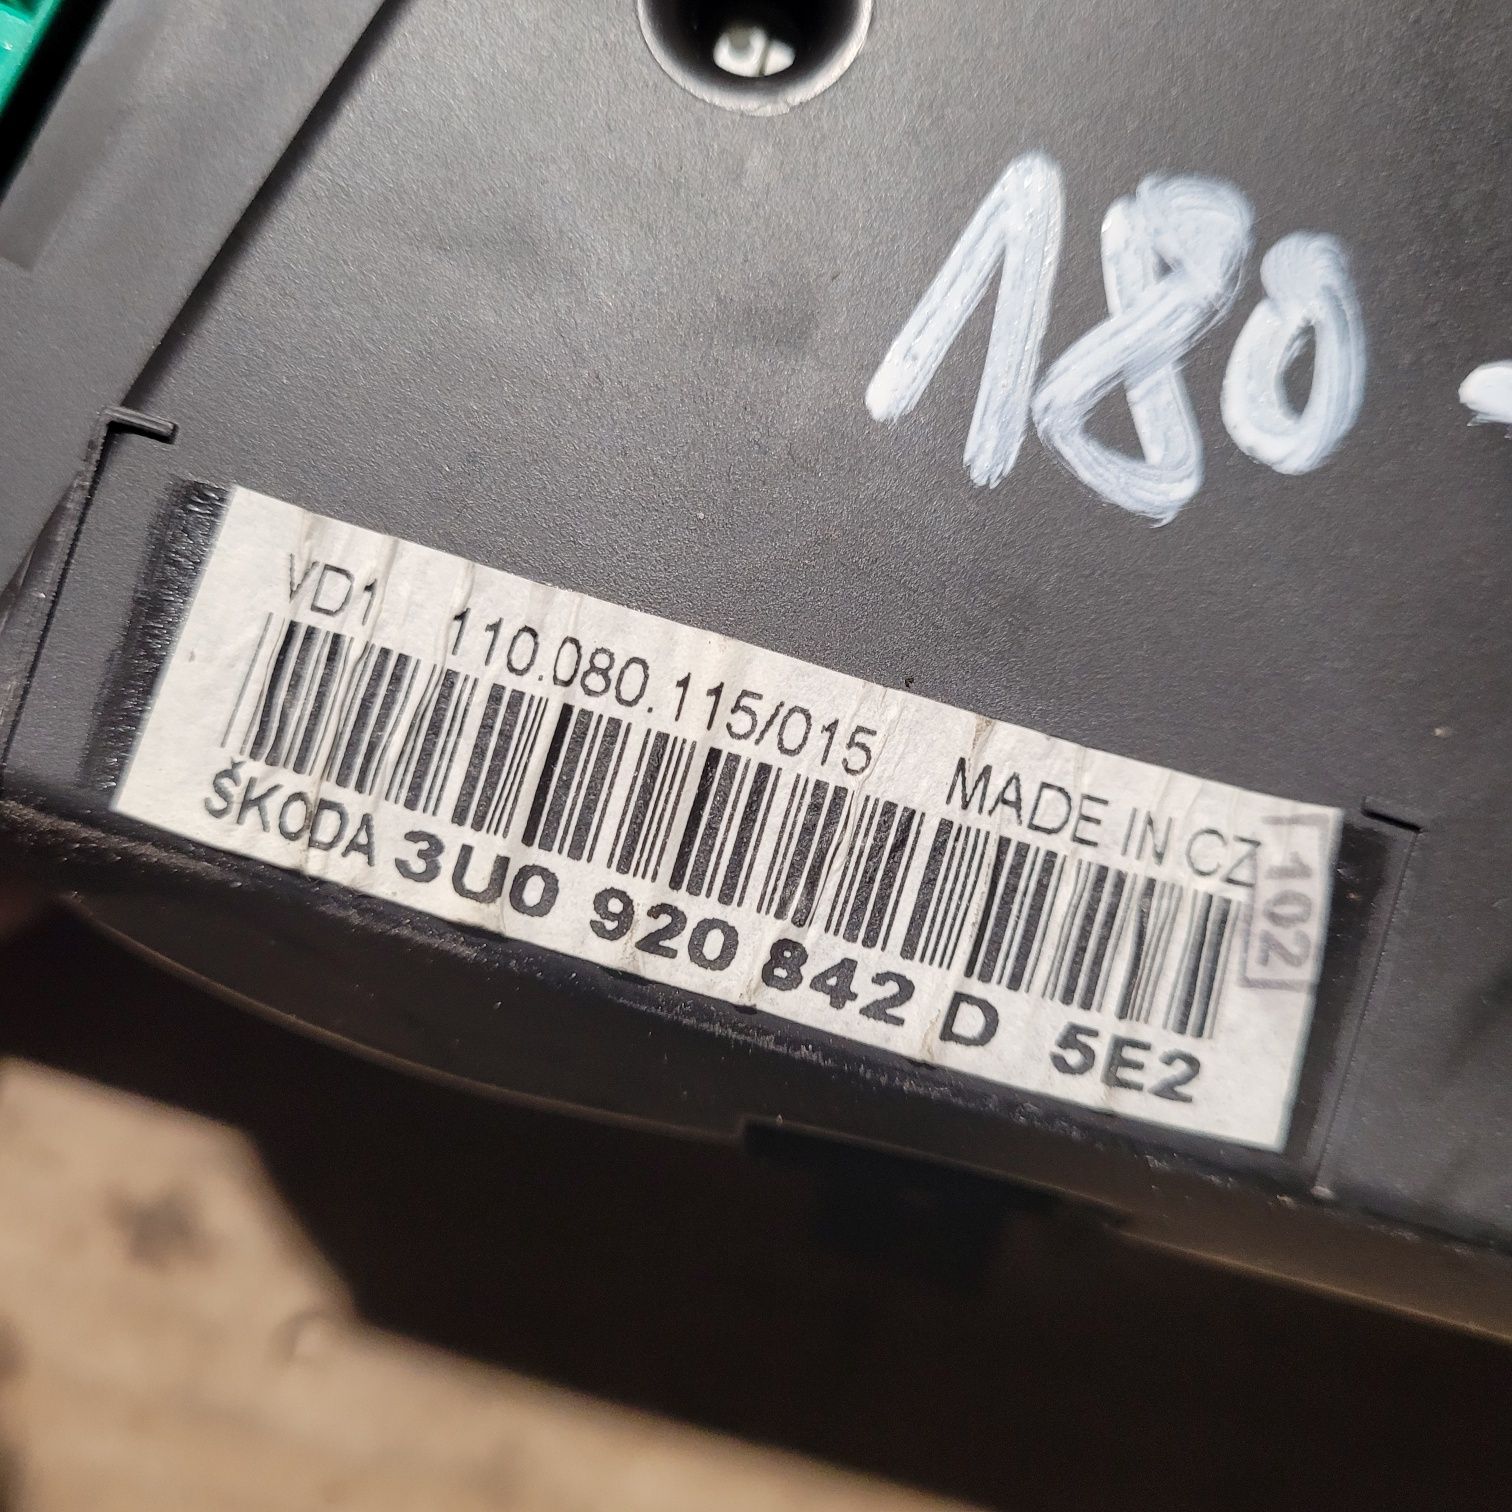 180-
VD1 110.080.115/015 MADE IN CZ
102
ŠKODA 3U0 920 842 D 5E2